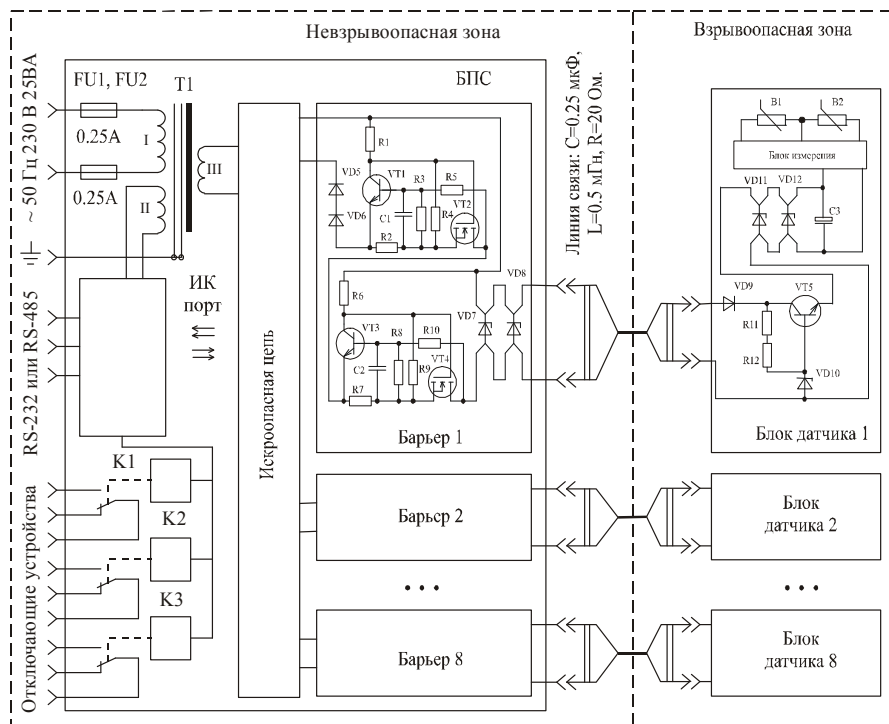 Невзрывоопасная зона
Взрывоопасная зона
~ 50 Гц 230 В 25ВА
FU1, FU2
T1
0.25А
I
0.25А
II
III
БПС
Искроопасная цепь
R1
VD5
VT1
R3
R5
VD6
C1
R4
VT2
R2
R6
VD7
VD8
VT3
R8
R10
C2
R9
VT4
R7
Барьер 1
Линия связи: C=0.25 мкФ,
L=0.5 мГн, R=20 Ом.
B1
B2
Блок измерения
VD11
VD12
C3
VD9
VT5
R11
R12
VD10
Блок датчика 1
ИК
порт
RS-232 или RS-485
K1
K2
K3
Отключающие устройства
Барьер 2
Блок
датчика 2
• • •
• • •
Барьер 8
Блок
датчика 8